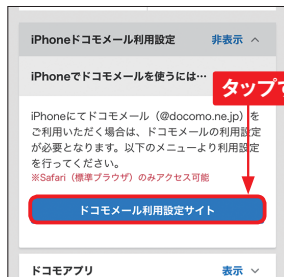 iPhoneドコモメール利用設定 非表示
iPhoneでドコモメールを使うには…
タップ
iPhoneにてドコモメール（@docomo.ne.jp）を
ご利用いただく場合は、ドコモメールの利用設定
が必要となります。以下のメニューより利用設定
を行ってください。
※Safari（標準ブラウザ）のみアクセス可能
ドコモメール利用設定サイト
ドコモアプリ 表示